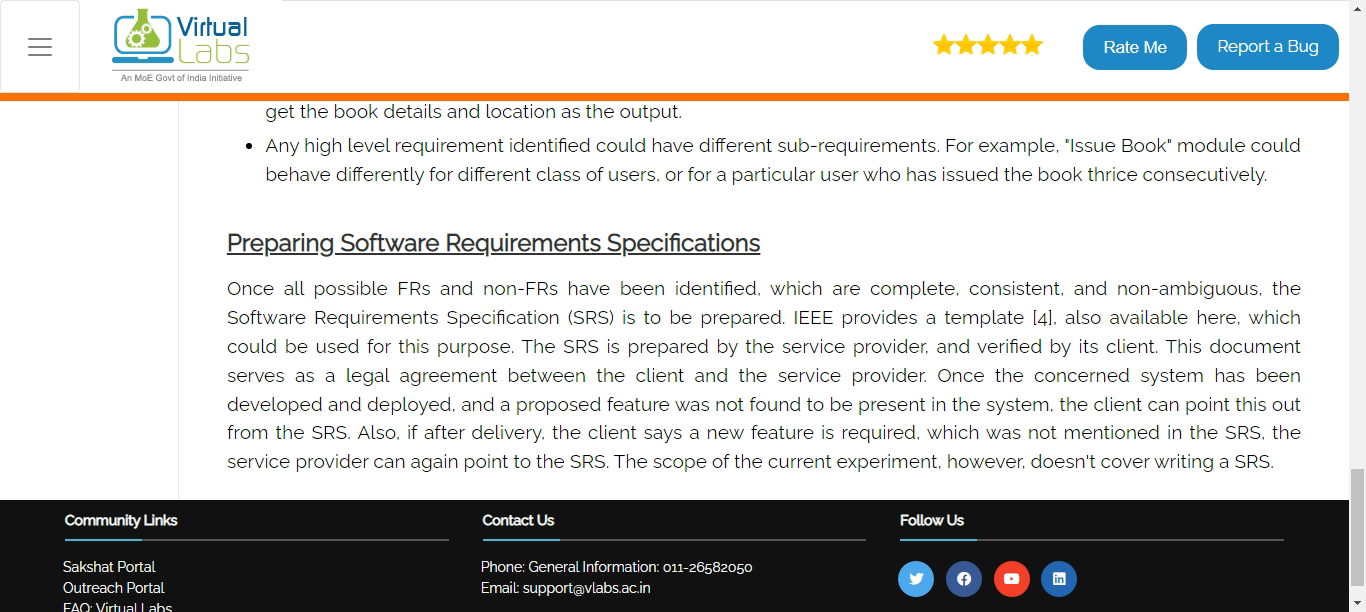 Virtual
Labs
An MoE Govt of India Initiative
Rate Me
Report a Bug
get the book details and location as the output.
Any high level requirement identified could have different sub-requirements. For example, "Issue Book" module could
behave differently for different class of users, or for a particular user who has issued the book thrice consecutively.
Preparing Software Requirements Specifications
Once all possible FRs and non-FRs have been identified, which are complete, consistent, and non-ambiguous, the
Software Requirements Specification (SRS) is to be prepared. IEEE provides a template [4], also available here, which
could be used for this purpose. The SRS is prepared by the service provider, and verified by its client. This document
serves as a legal agreement between the client and the service provider. Once the concerned system has been
developed and deployed, and a proposed feature was not found to be present in the system, the client can point this out
from the SRS. Also, if after delivery, the client says a new feature is required, which was not mentioned in the SRS, the
service provider can again point to the SRS. The scope of the current experiment, however, doesn't cover writing a SRS.
Community Links
Sakshat Portal
Outreach Portal
FAQ: Virtual Labs
Contact Us
Phone: General Information: 011-26582050
Email: support@vlabs.ac.in
Follow Us